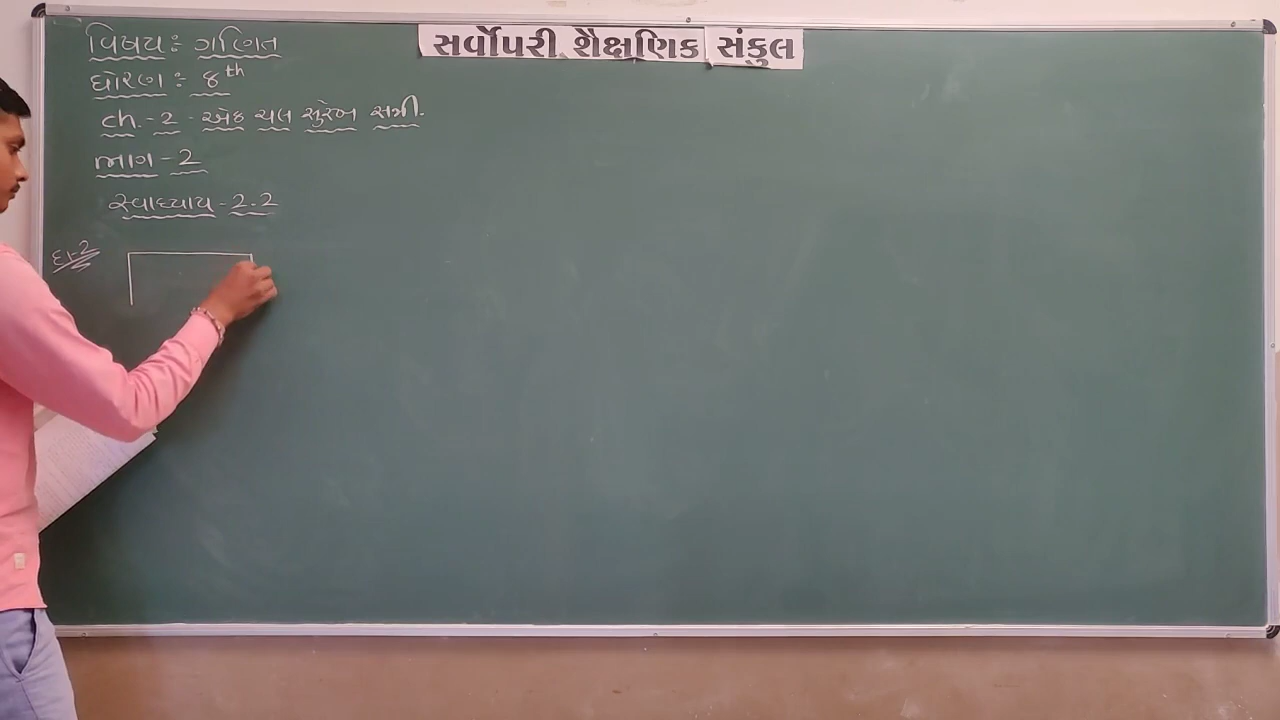 સર્વોપરી શૈક્ષણિક સંકુલ
વિષય : ગણિત
ધોરણ : 8th
ch. - 2 - એક ચલ સુરેખ સમી.
ભાગ - 2
સ્વાધ્યાય - 2.2
દા-2